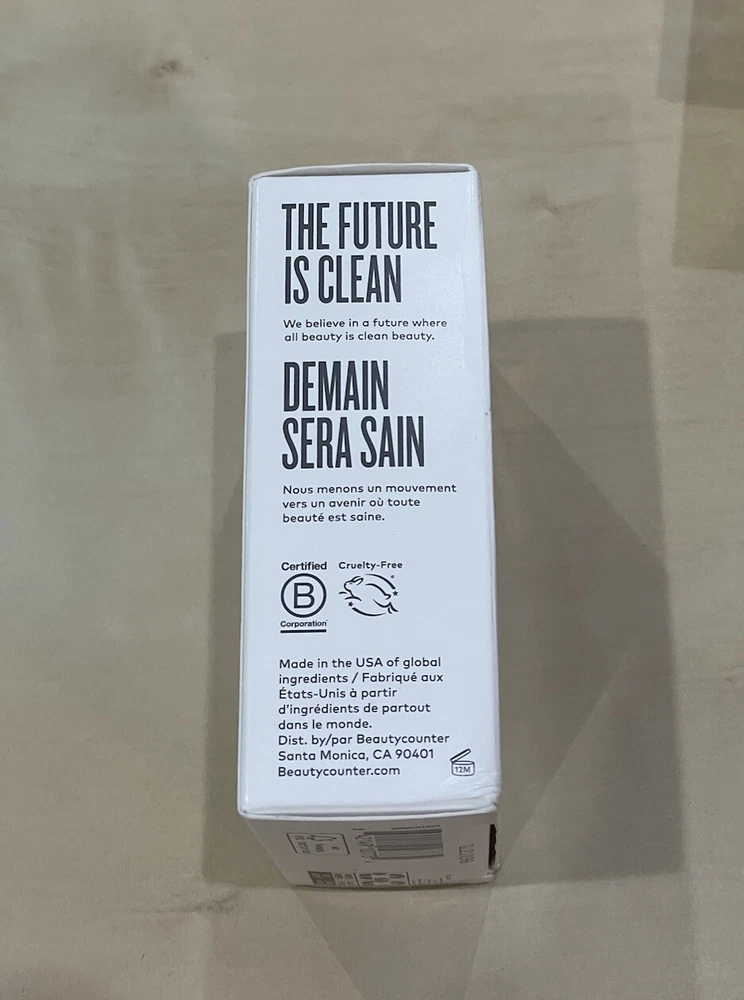 THE FUTURE
IS CLEAN
We believe in a future where
all beauty is clean beauty.
DEMAIN
SERA SAIN
Nous menons un mouvement
vers un avenir où toute
beauté est saine.
Certified
B
Corporation
Cruelty-Free
Made in the USA of global
ingredients / Fabriqué aux
États-Unis à partir
d'ingrédients de partout
dans le monde.
Dist. by/par Beautycounter
Santa Monica, CA 90401
Beautycounter.com
12M